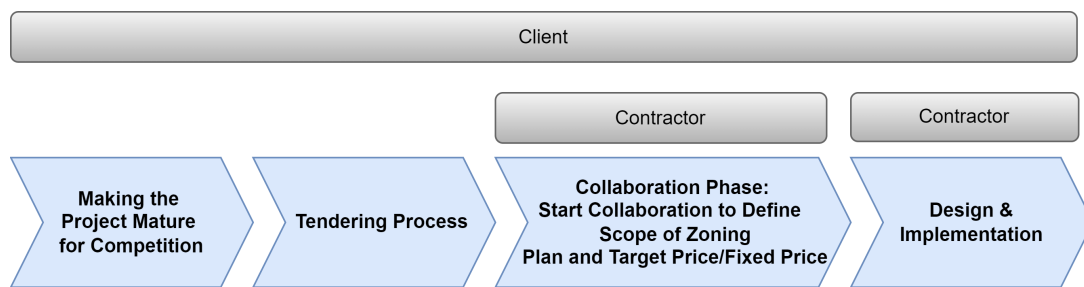 Client
Contractor
Contractor
Making the
Project Mature
for Competition
Tendering Process
Collaboration Phase:
Start Collaboration to Define
Scope of Zoning
Plan and Target Price/Fixed Price
Design &
Implementation